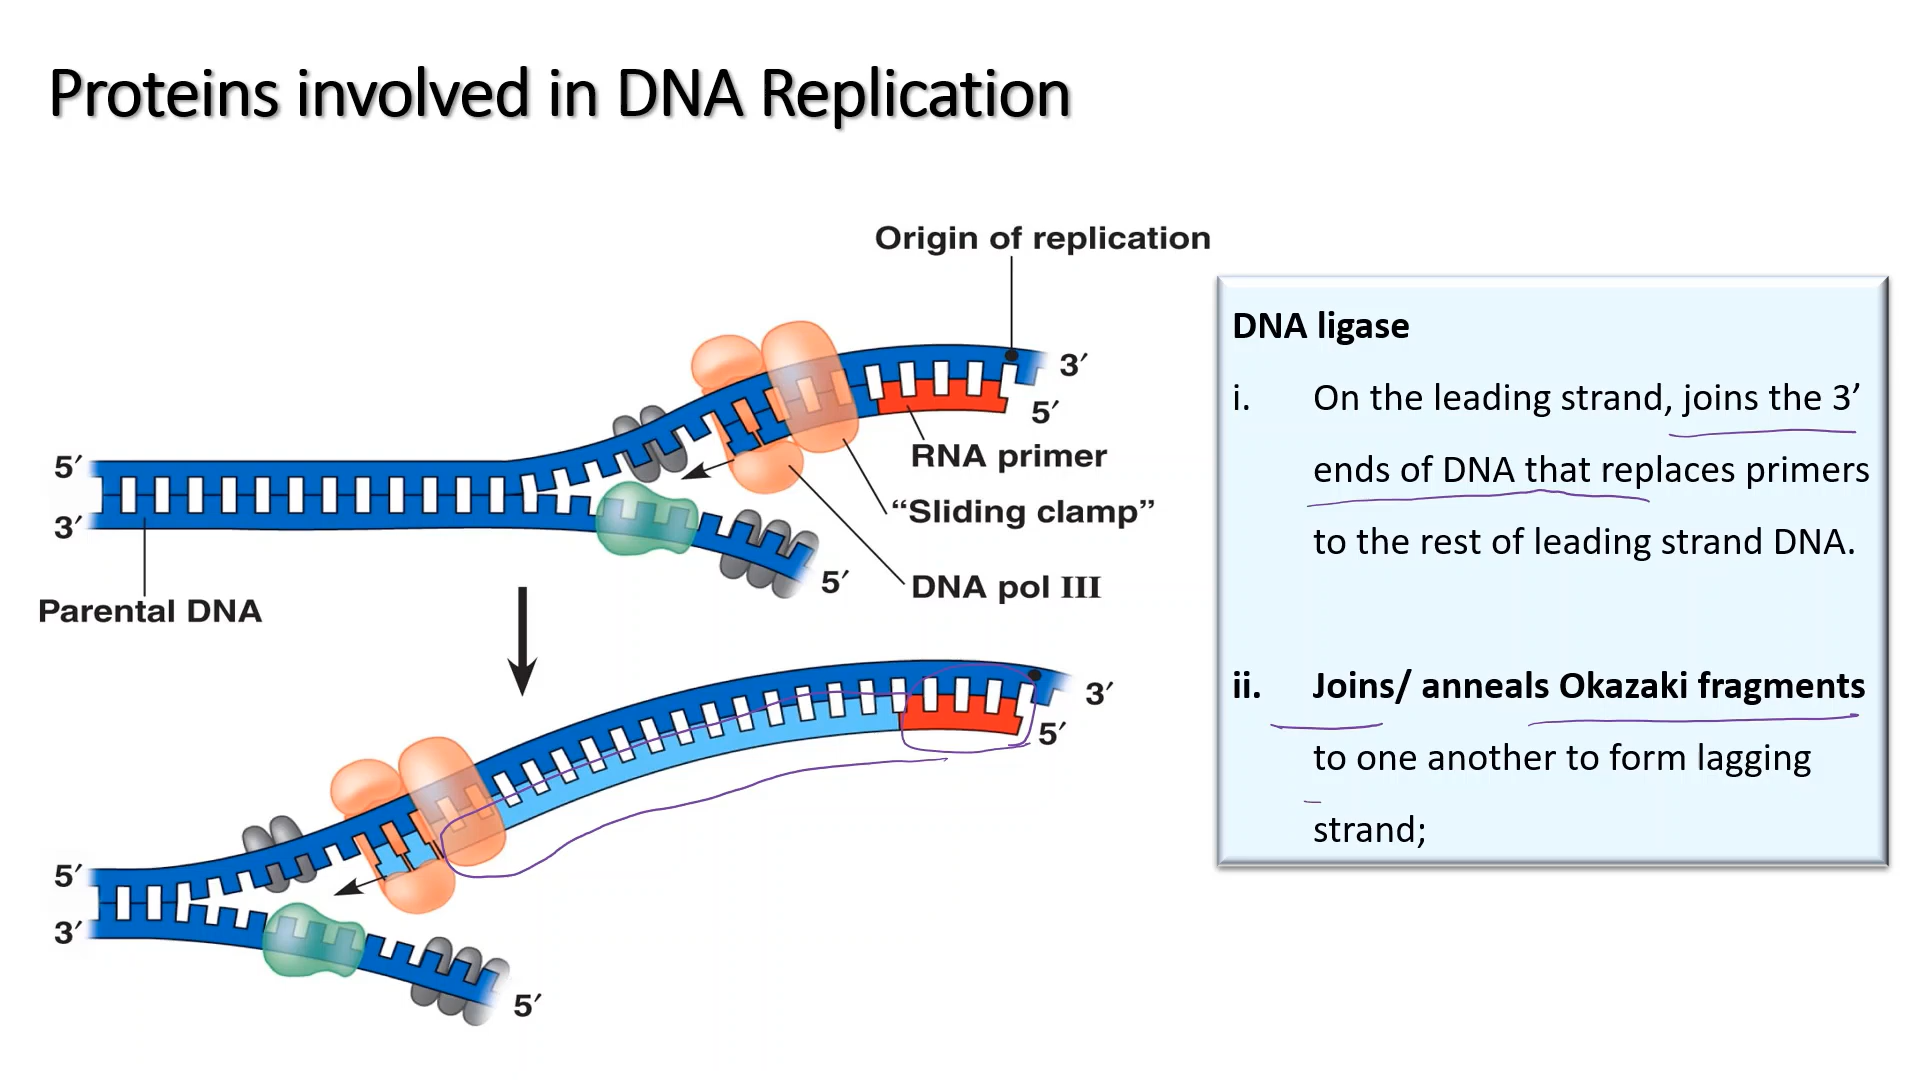 Proteins involved in DNA Replication
Origin of replication
3′
5′
RNA primer
5′
“Sliding clamp”
3′
DNA pol III
5′
Parental DNA
3′
5′
5′
3′
5′
DNA ligase
i. On the leading strand, joins the 3’
ends of DNA that replaces primers
to the rest of leading strand DNA.
ii. Joins/ anneals Okazaki fragments
to one another to form lagging
strand;